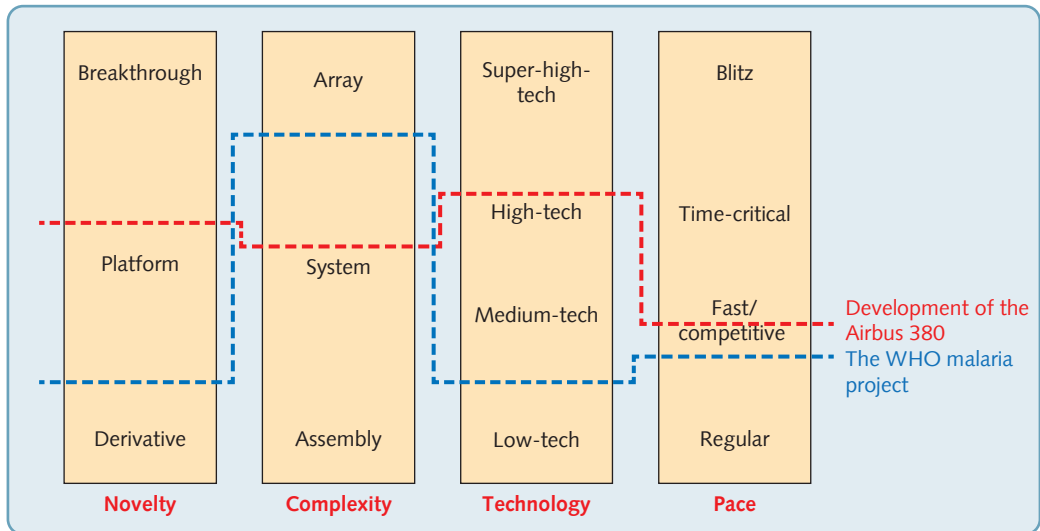 Breakthrough
Platform
Derivative
Novelty
Array
System
Assembly
Complexity
Super-high-
tech
High-tech
Medium-tech
Low-tech
Technology
Blitz
Time-critical
Fast/
competitive
Regular
Pace
Development of the
Airbus 380
The WHO malaria
project